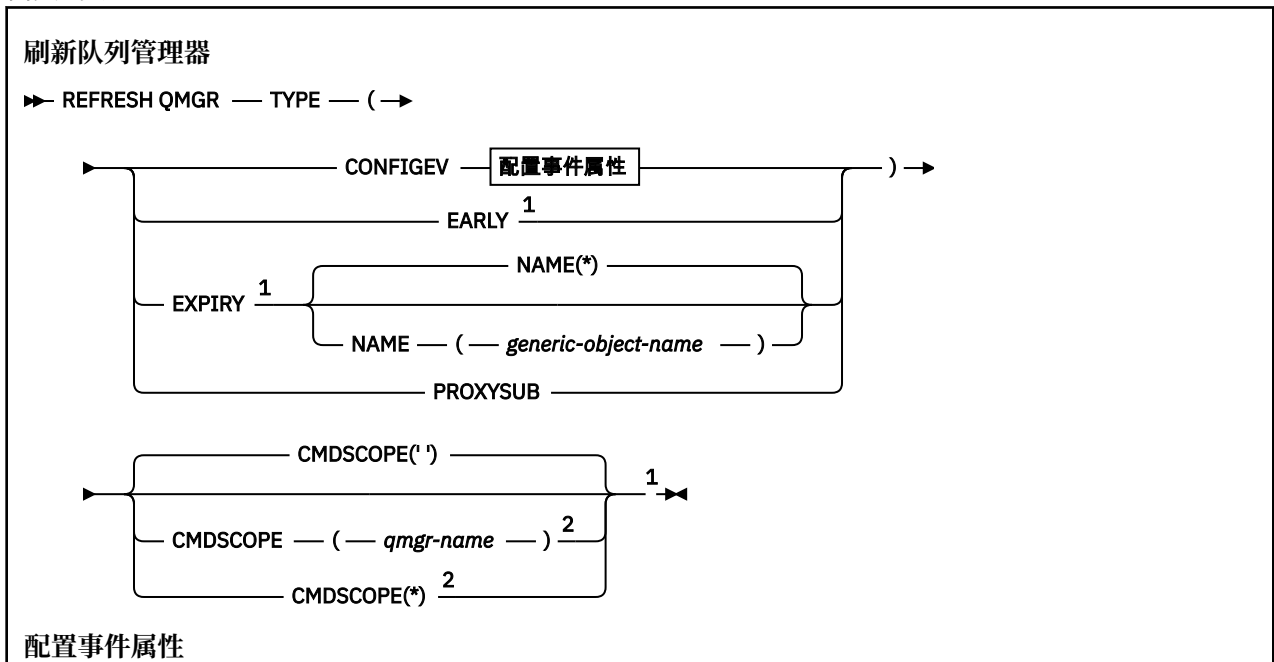 刷新队列管理器
REFRESH QMGR TYPE (
CONFIGEV 配置事件属性 )
EARLY 1
NAME(*)
EXPIRY 1
NAME ( generic-object-name )
PROXYSUB
CMDSCOPE(' ')
1
CMDSCOPE ( qmgr-name ) 2
CMDSCOPE(*) 2
配置事件属性